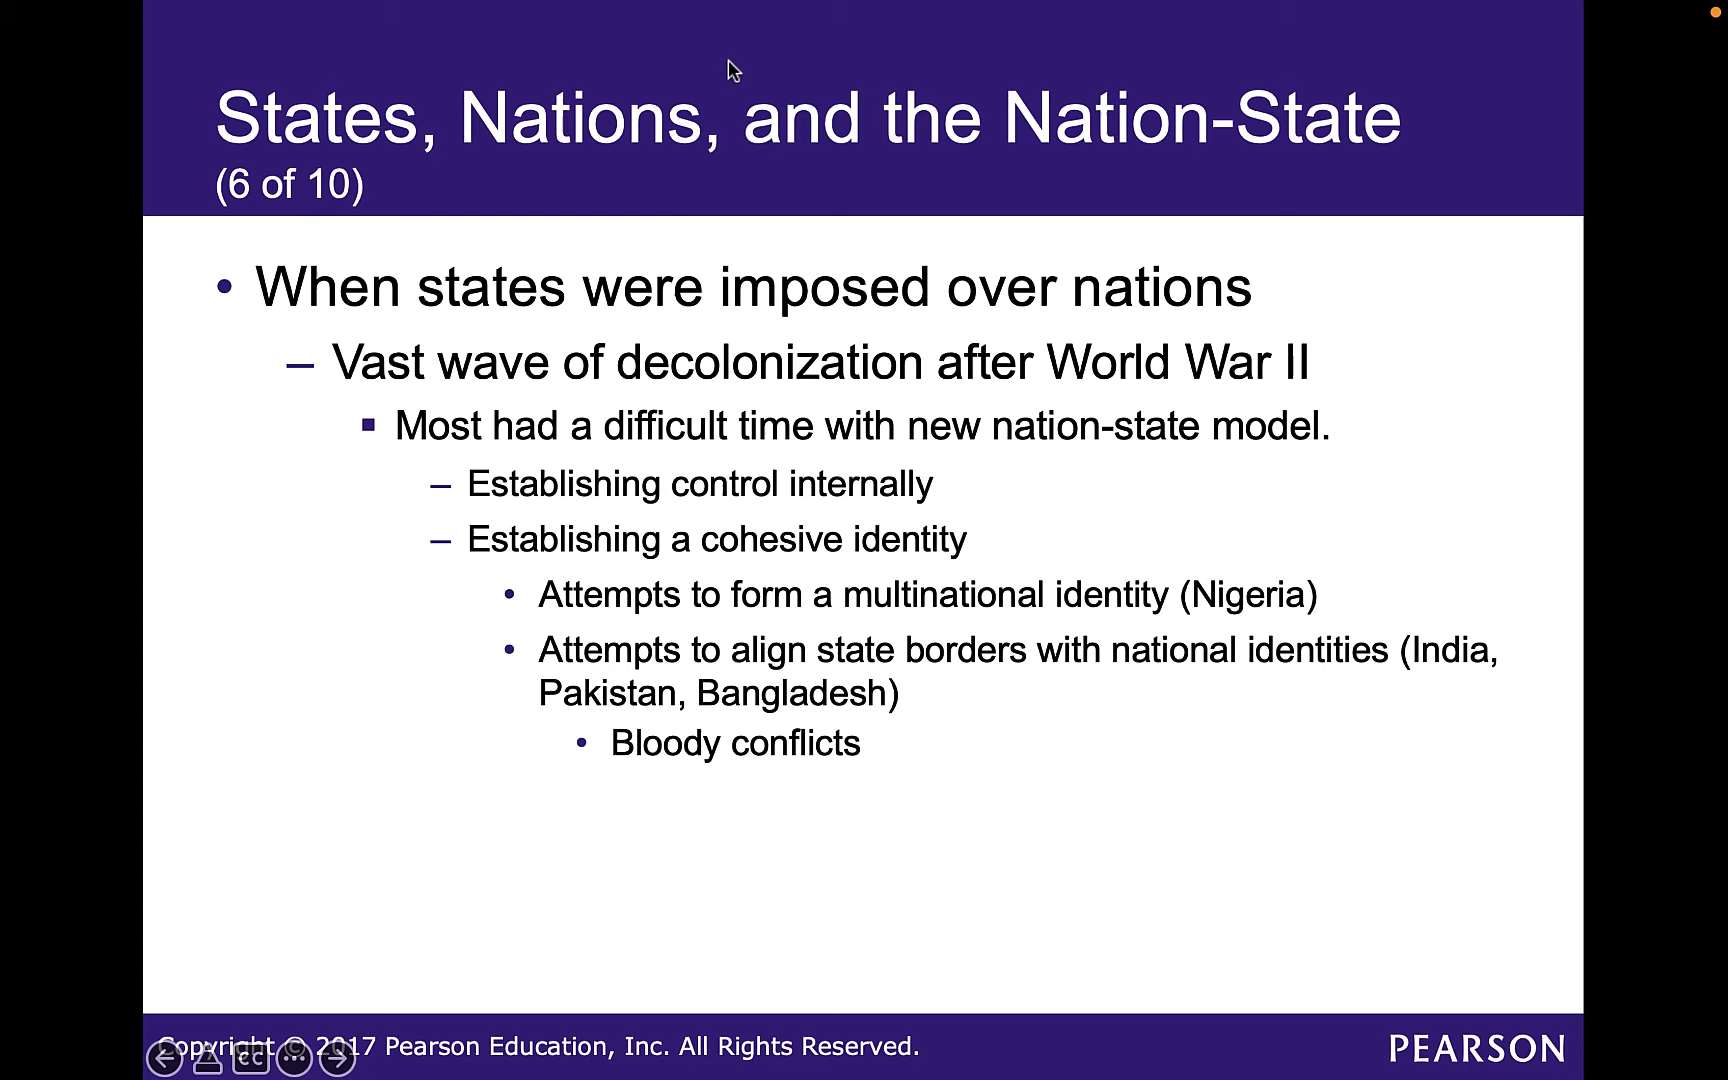 States, Nations, and the Nation-State
(6 of 10)
• When states were imposed over nations
– Vast wave of decolonization after World War II
▪ Most had a difficult time with new nation-state model.
– Establishing control internally
– Establishing a cohesive identity
• Attempts to form a multinational identity (Nigeria)
• Attempts to align state borders with national identities (India,
Pakistan, Bangladesh)
• Bloody conflicts
Copyright © 2017 Pearson Education, Inc. All Rights Reserved.
CC
PEARSON